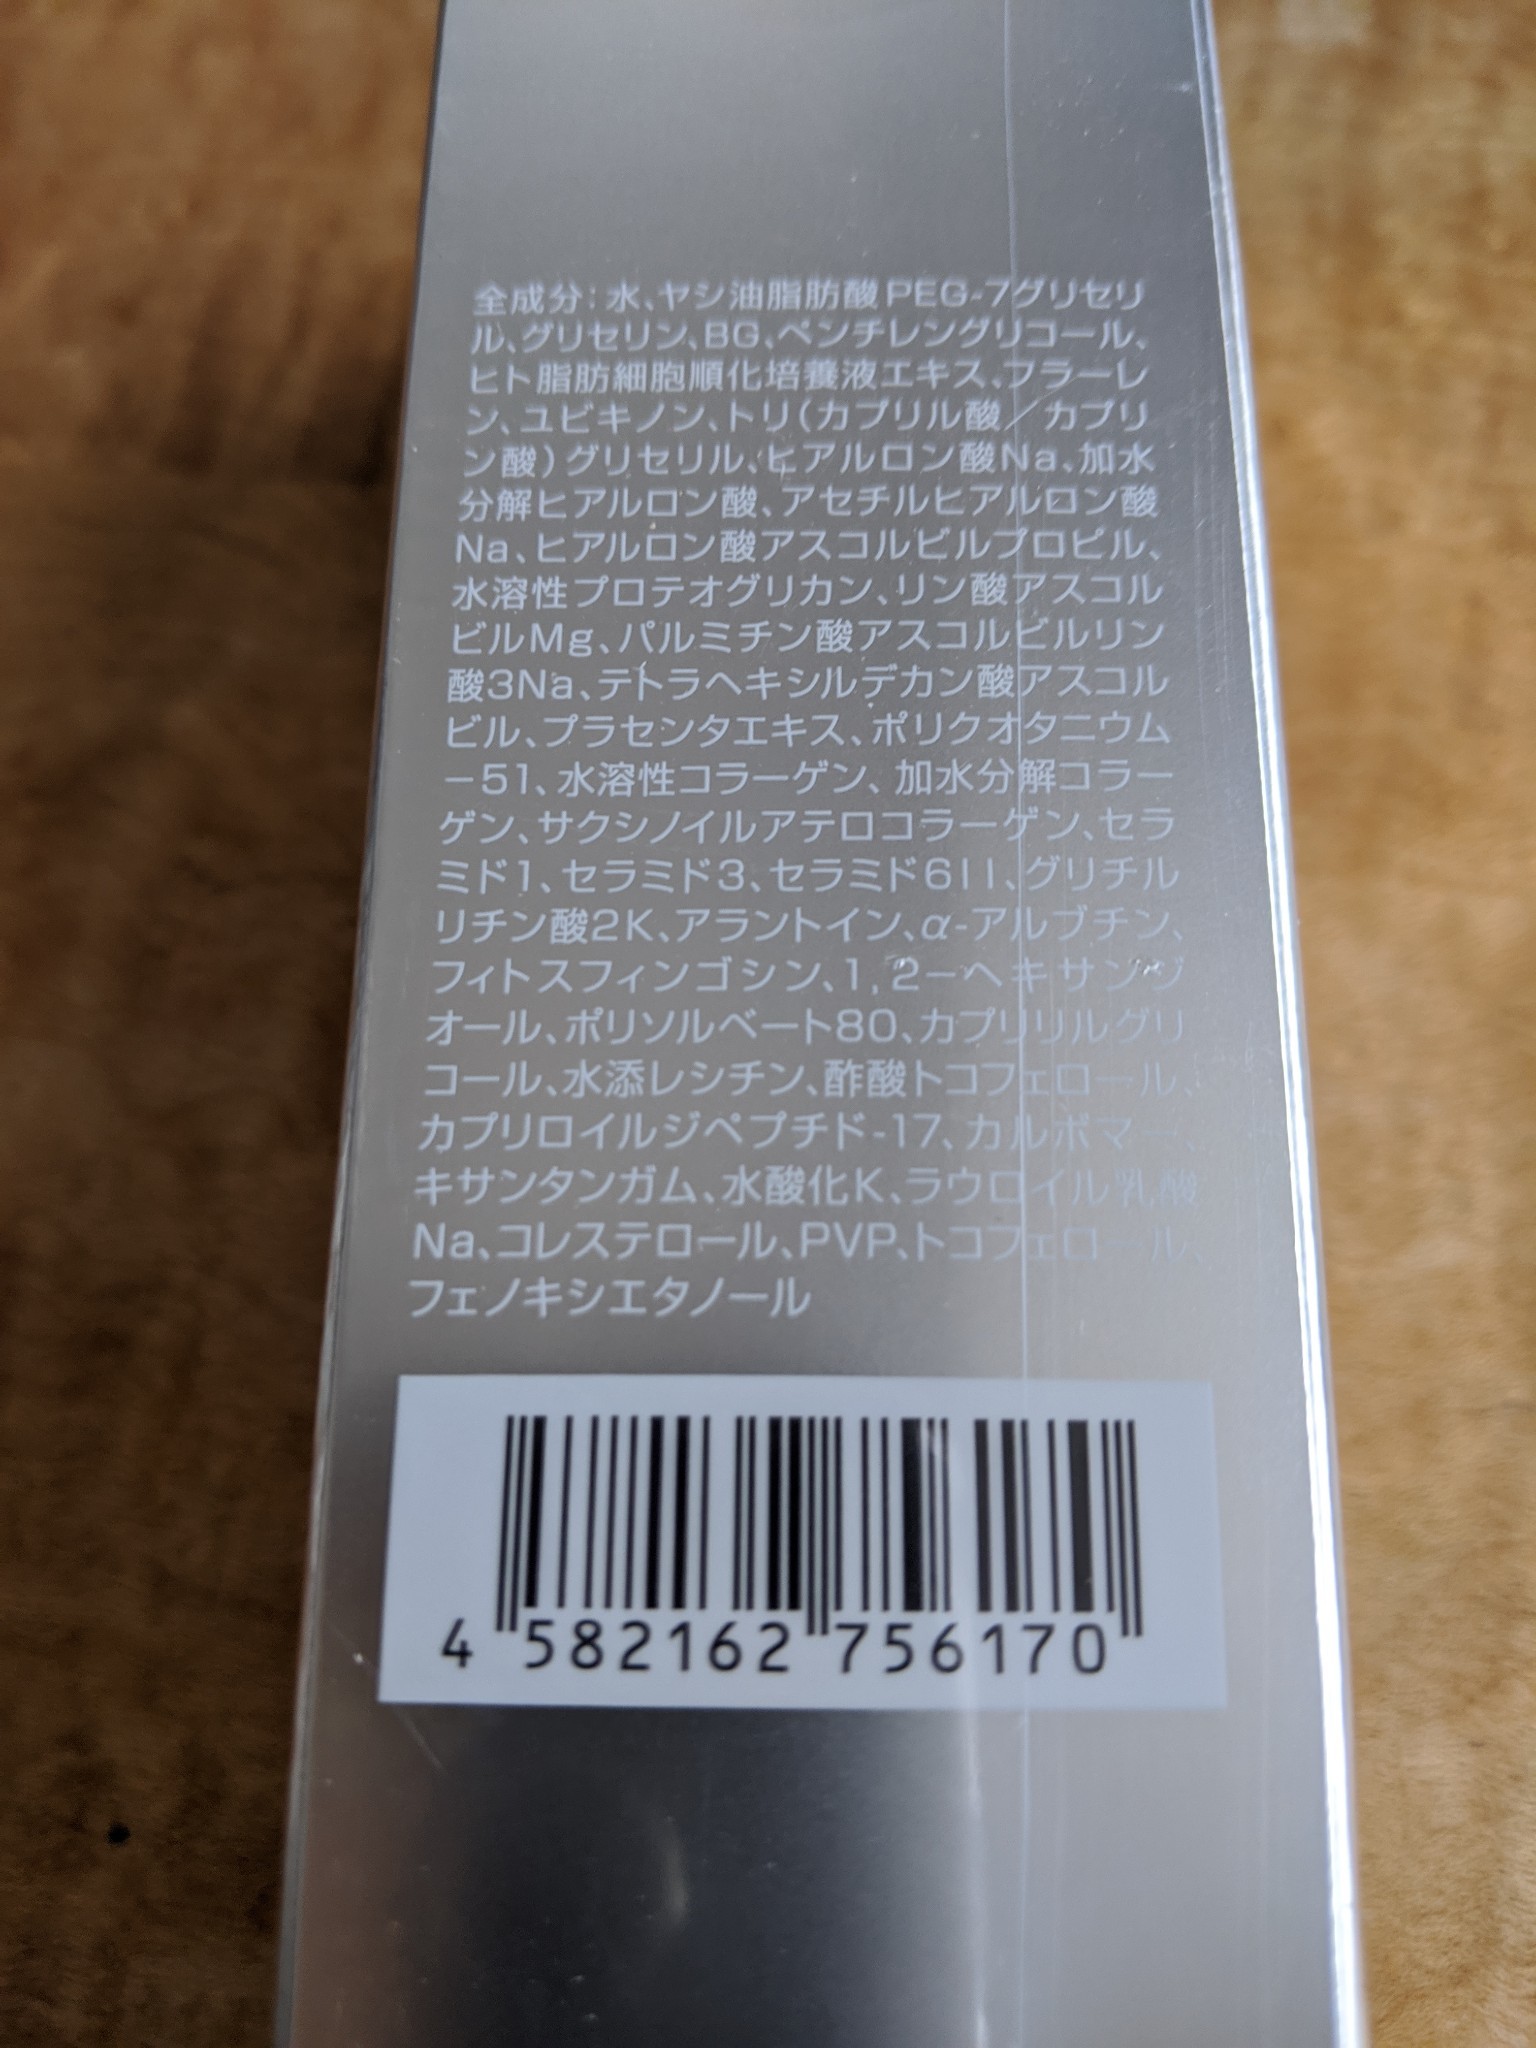 全成分：水、ヤシ油脂肪酸PEG-7グリセリ
ル、グリセリン、BG、ペンチレングリコール、
ヒト脂肪細胞順化培養液エキス、フラーレ
ン、ユビキノン、トリ(カプリル酸／カプリ
ン酸)グリセリル、ヒアルロン酸Na、加水
分解ヒアルロン酸、アセチルヒアルロン酸
Na、ヒアルロン酸アスコルビルプロピル、
水溶性プロテオグリカン、リン酸アスコル
ビルMg、パルミチン酸アスコルビルリン
酸3Na、テトラヘキシルデカン酸アスコル
ビル、プラセンタエキス、ポリクオタニウム
−51、水溶性コラーゲン、加水分解コラー
ゲン、サクシノイルアテロコラーゲン、セラ
ミド1、セラミド3、セラミド6II、グリチル
リチン酸2K、アラントイン、α-アルブチン、
フィトスフィンゴシン、1,2−ヘキサンジ
オール、ポリソルベート80、カプリリルグリ
コール、水添レシチン、酢酸トコフェロール、
カプリロイルジペプチド-17、カルボマー、
キサンタンガム、水酸化K、ラウロイル乳酸
Na、コレステロール、PVP、トコフェロール、
フェノキシエタノール
4 582162 756170